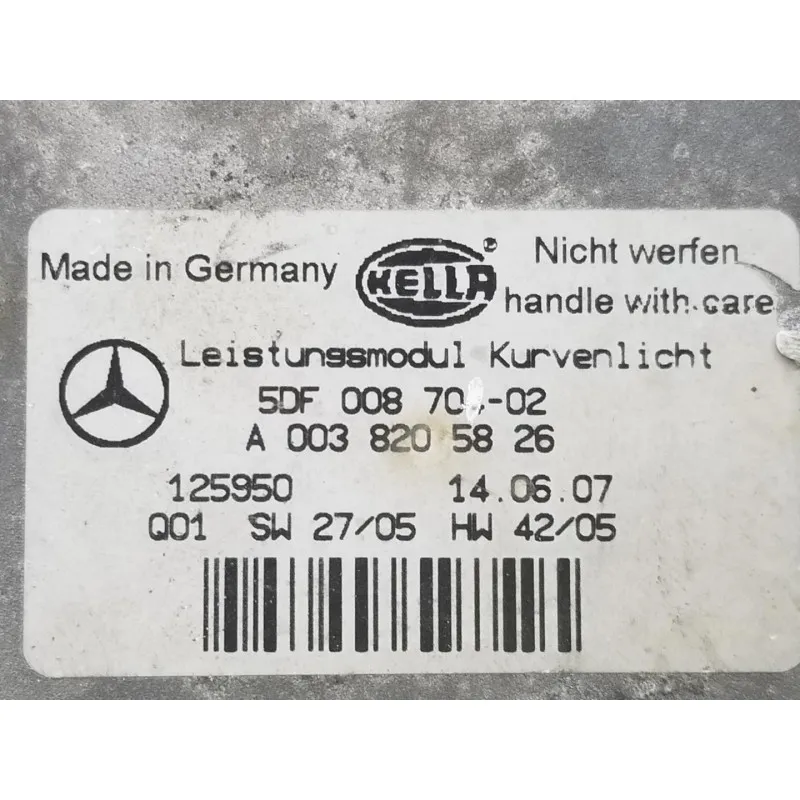 Made in Germany
HELLA
Nicht werfen
handle with care
Leistungsmodul Kurvenlicht
5DF 008 -02
A 003 820 58 26
125950 14.06.07
Q01 SW 27/05 HW 42/05